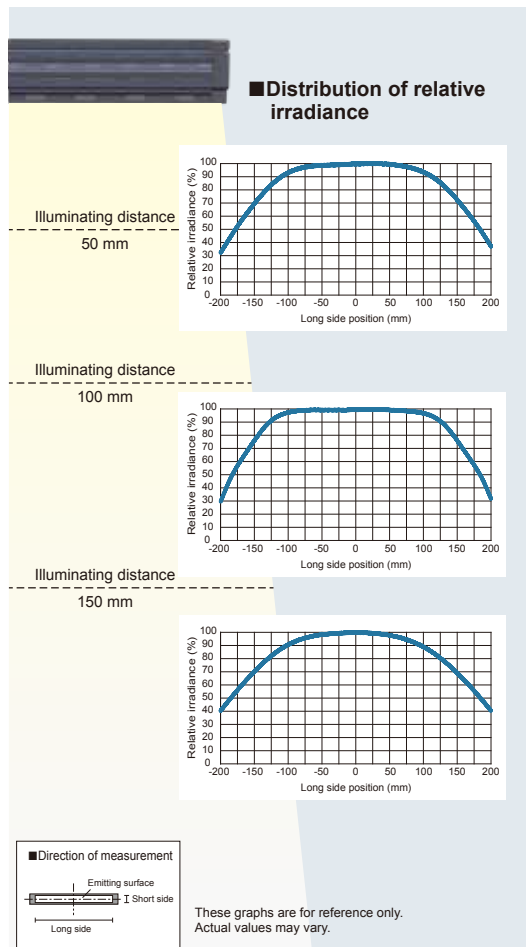 ■Distribution of relative
irradiance
Illuminating distance
50 mm
Relative irradiance (%)
100
90
80
70
60
50
40
30
20
10
0
-200 -150 -100 -50 0 50 100 150 200
Long side position (mm)
Illuminating distance
100 mm
Relative irradiance (%)
100
90
80
70
60
50
40
30
20
10
0
-200 -150 -100 -50 0 50 100 150 200
Long side position (mm)
Illuminating distance
150 mm
Relative irradiance (%)
100
90
80
70
60
50
40
30
20
10
0
-200 -150 -100 -50 0 50 100 150 200
Long side position (mm)
■Direction of measurement
Emitting surface
Short side
Long side
These graphs are for reference only.
Actual values may vary.